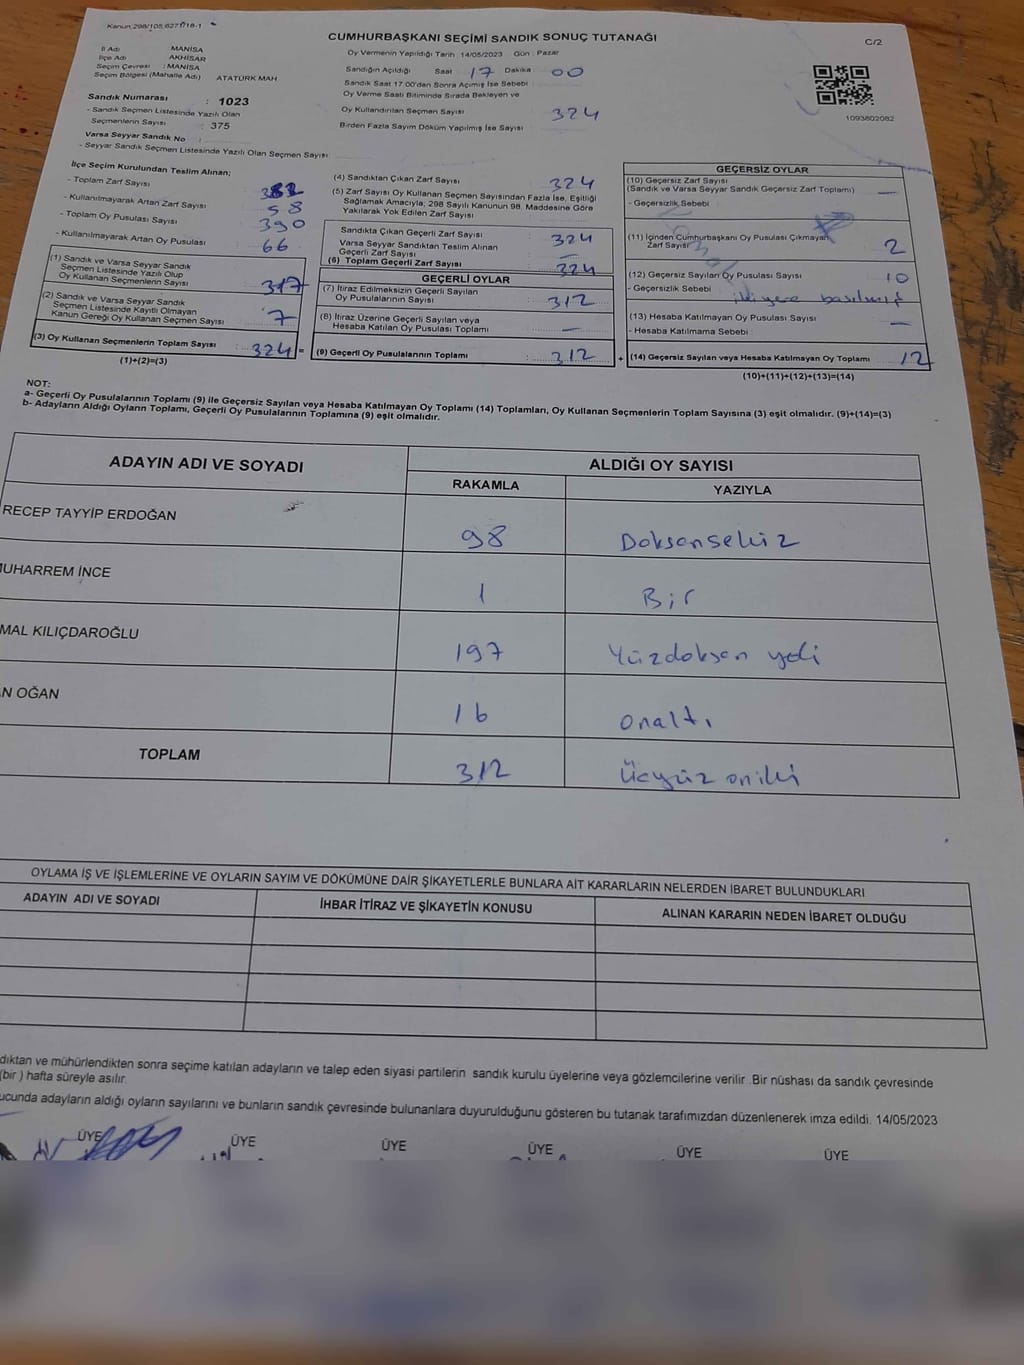 Kanun 298/105,6271/18-1
CUMHURBAŞKANI SEÇİMİ SANDIK SONUÇ TUTANAĞI
C/2
İl Adı : MANİSA
İlçe Adı : AKHİSAR
Seçim Çevresi : MANİSA
Seçim Bölgesi (Mahalle Adı) ATATÜRK MAH.
Sandık Numarası : 1023
- Sandık Seçmen Listesinde Yazılı Olan
Seçmenlerin Sayısı : 375
Varsa Seyyar Sandık No :
- Seyyar Sandık Seçmen Listesinde Yazılı Olan Seçmen Sayısı :
Oy Vermenin Yapıldığı Tarih : 14/05/2023 Gün : Pazar
Sandığın Açıldığı Saat 17 Dakika 00
Sandık Saat 17.00'dan Sonra Açılmış İse Sebebi
Oy Verme Saati Bitiminde Sırada Bekleyen ve
Oy Kullandırılan Seçmen Sayısı 324
Birden Fazla Sayım Döküm Yapılmış İse Sayısı
1093802082
İlçe Seçim Kurulundan Teslim Alınan;
- Toplam Zarf Sayısı
- Kullanılmayarak Artan Zarf Sayısı 58
- Toplam Oy Pusulası Sayısı 390
- Kullanılmayarak Artan Oy Pusulası 66
(1) Sandık ve Varsa Seyyar Sandık
Seçmen Listesinde Yazılı Olup
Oy Kullanan Seçmenlerin Sayısı 317
(2) Sandık ve Varsa Seyyar Sandık
Seçmen Listesinde Kayıtlı Olmayan
Kanun Gereği Oy Kullanan Seçmen Sayısı 7
(3) Oy Kullanan Seçmenlerin Toplam Sayısı : 324 =
(1)+(2)=(3)
(4) Sandıktan Çıkan Zarf Sayısı 324
(5) Zarf Sayısı Oy Kullanan Seçmen Sayısından Fazla İse, Eşitliği
Sağlamak Amacıyla, 298 Sayılı Kanunun 98. Maddesine Göre
Yakılarak Yok Edilen Zarf Sayısı
Sandıkta Çıkan Geçerli Zarf Sayısı 324
Varsa Seyyar Sandıktan Teslim Alınan
Geçerli Zarf Sayısı —
(6) Toplam Geçerli Zarf Sayısı 324
GEÇERLİ OYLAR
(7) İtiraz Edilmeksizin Geçerli Sayılan
Oy Pusulalarının Sayısı 312
(8) İtiraz Üzerine Geçerli Sayılan veya
Hesaba Katılan Oy Pusulası Toplamı —
(9) Geçerli Oy Pusulalarının Toplamı : 312 +
GEÇERSİZ OYLAR
(10) Geçersiz Zarf Sayısı
(Sandık ve Varsa Seyyar Sandık Geçersiz Zarf Toplamı) —
- Geçersizlik Sebebi
(11) İçinden Cumhurbaşkanı Oy Pusulası Çıkmayan
Zarf Sayısı 2
(12) Geçersiz Sayılan Oy Pusulası Sayısı 10
- Geçersizlik Sebebi : iki yere basılmış
(13) Hesaba Katılmayan Oy Pusulası Sayısı —
- Hesaba Katılmama Sebebi :
(14) Geçersiz Sayılan veya Hesaba Katılmayan Oy Toplamı 12
(10)+(11)+(12)+(13)=(14)
NOT:
a- Geçerli Oy Pusulalarının Toplamı (9) ile Geçersiz Sayılan veya Hesaba Katılmayan Oy Toplamı (14) Toplamları, Oy Kullanan Seçmenlerin Toplam Sayısına (3) eşit olmalıdır. (9)+(14)=(3)
b- Adayların Aldığı Oyların Toplamı, Geçerli Oy Pusulalarının Toplamına (9) eşit olmalıdır.
ADAYIN ADI VE SOYADI ALDIĞI OY SAYISI
RAKAMLA YAZIYLA
RECEP TAYYİP ERDOĞAN 98 Doksansekiz
MUHARREM İNCE 1 Bir
MAL KILIÇDAROĞLU 197 Yüzdoksan yedi
AN OĞAN 16 onaltı
TOPLAM 312 Üçyüz oniki
OYLAMA İŞ VE İŞLEMLERİNE VE OYLARIN SAYIM VE DÖKÜMÜNE DAİR ŞİKAYETLERLE BUNLARA AİT KARARLARIN NELERDEN İBARET BULUNDUKLARI
ADAYIN ADI VE SOYADI İHBAR İTİRAZ VE ŞİKAYETİN KONUSU ALINAN KARARIN NEDEN İBARET OLDUĞU
dıktan ve mühürlendikten sonra seçime katılan adayların ve talep eden siyasi partilerin sandık kurulu üyelerine veya gözlemcilerine verilir .Bir nüshası da sandık çevresinde
(bir ) hafta süreyle asılır.
ucunda adayların aldığı oyların sayılarını ve bunların sandık çevresinde bulunanlara duyurulduğunu gösteren bu tutanak tarafımızdan düzenlenerek imza edildi. 14/05/2023
ÜYE ÜYE ÜYE ÜYE ÜYE ÜYE